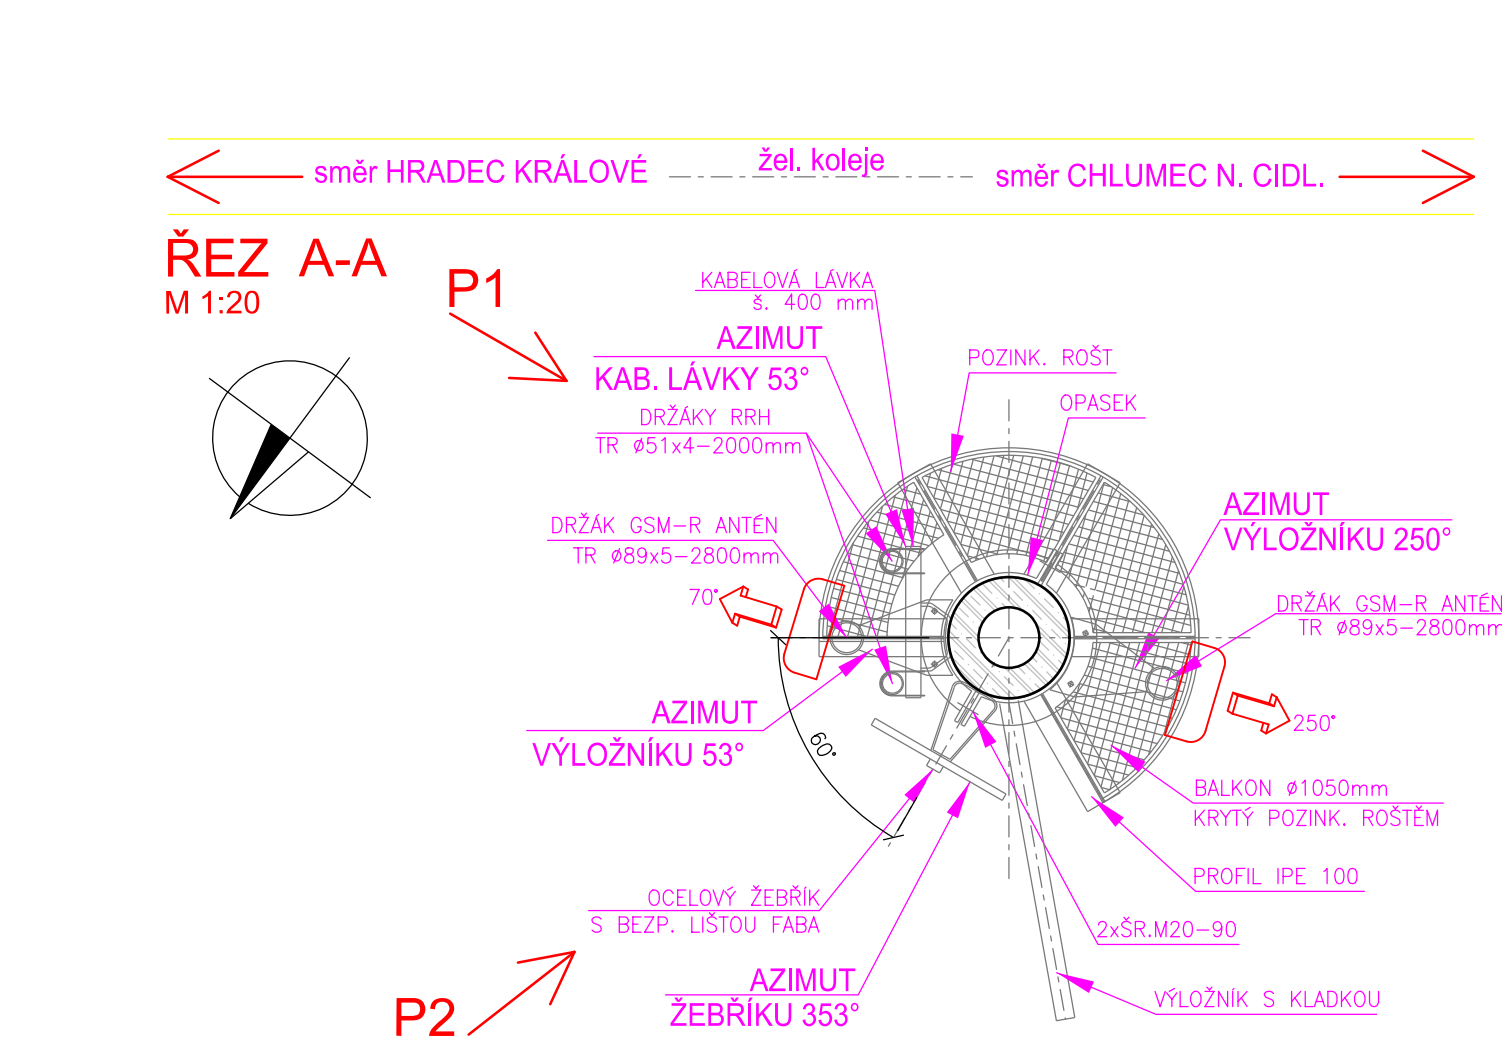 směr HRADEC KRÁLOVÉ
žel. koleje
směr CHLUMEC N. CIDL.
ŘEZ A-A
M 1:20
P1
KABELOVÁ LÁVKA
š. 400 mm
AZIMUT
KAB. LÁVKY 53°
DRŽÁKY RRH
TR ø51x4-2000mm
POZINK. ROŠT
OPASEK
DRŽÁK GSM-R ANTÉN
TR ø89x5-2800mm
70°
AZIMUT
VÝLOŽNÍKU 250°
DRŽÁK GSM-R ANTÉN
TR ø89x5-2800mm
250°
AZIMUT
VÝLOŽNÍKU 53°
60°
BALKON ø1050mm
KRYTÝ POZINK. ROŠTĚM
PROFIL IPE 100
OCELOVÝ ŽEBŘÍK
S BEZP. LIŠTOU FABA
2xŠR.M20-90
AZIMUT
ŽEBŘÍKU 353°
VÝLOŽNÍK S KLADKOU
P2